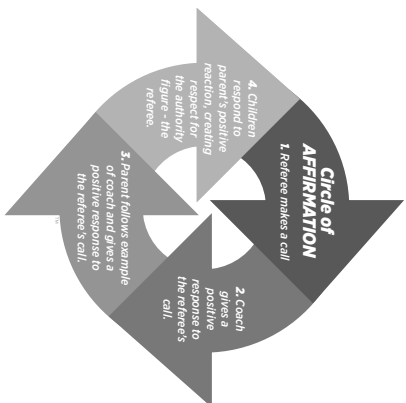 Circle of
AFFIRMATION
1. Referee makes a call
2. Coach
gives a
positive
response to
the referee's
call.
3. Parent follows example
of coach and gives a
positive response to
the referee's call.
4. Children
respond to
parent's positive
reaction, creating
respect for
the authority
figure - the
referee.